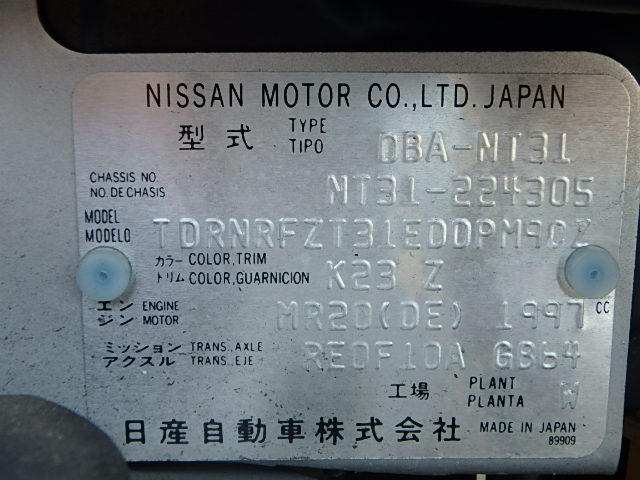 NISSAN MOTOR CO.,LTD. JAPAN
型式 TYPE TIPO DBA-NT31
CHASSIS NO. NO. DE CHASIS NT31-224305
MODEL MODELO TDRNRFZT31EDDPM9CZ
カラー COLOR, TRIM
トリム COLOR, GUARNICION K23 Z
エンジン ENGINE MOTOR MR20(DE) 1997 CC
ミッション TRANS. AXLE
アクスル TRANS. EJE RE0F10A GB64
工場 PLANT PLANTA W
日産自動車株式会社 MADE IN JAPAN
89909